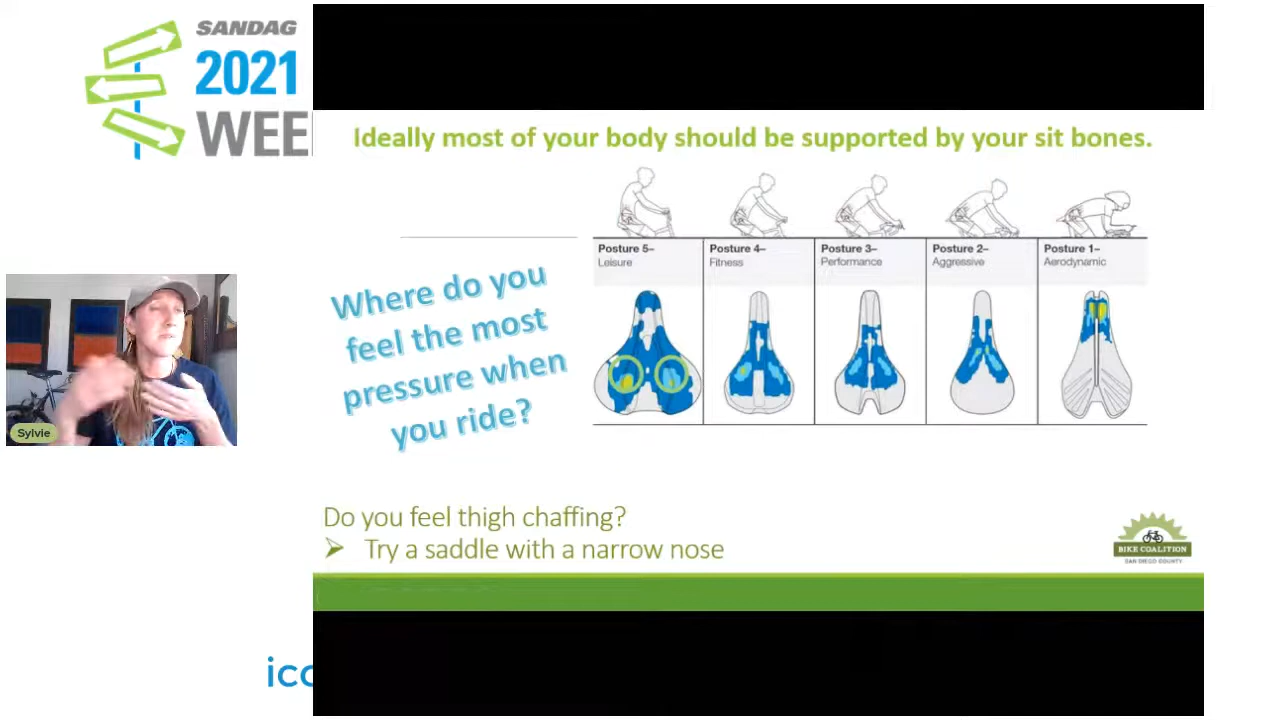 SANDAG
2021
WEE
Ideally most of your body should be supported by your sit bones.
Where do you
feel the most
pressure when
you ride?
Posture 5–
Leisure
Posture 4–
Fitness
Posture 3–
Performance
Posture 2–
Aggressive
Posture 1–
Aerodynamic
Sylvie
Do you feel thigh chaffing?
➤ Try a saddle with a narrow nose
BIKE COALITION
SAN DIEGO COUNTY
icc